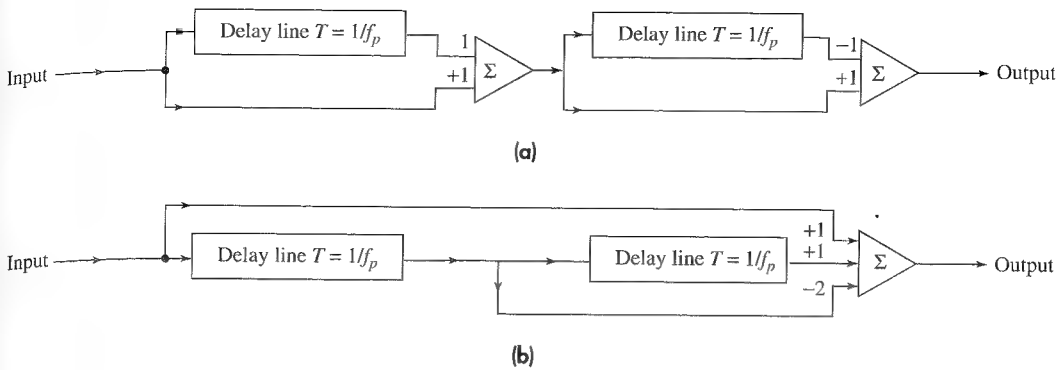 Delay line T = 1/fₚ
1
+1
Σ
Delay line T = 1/fₚ
−1
+1
Σ
Input
Output
(a)
Input
Delay line T = 1/fₚ
Delay line T = 1/fₚ
+1
+1
−2
Σ
Output
(b)